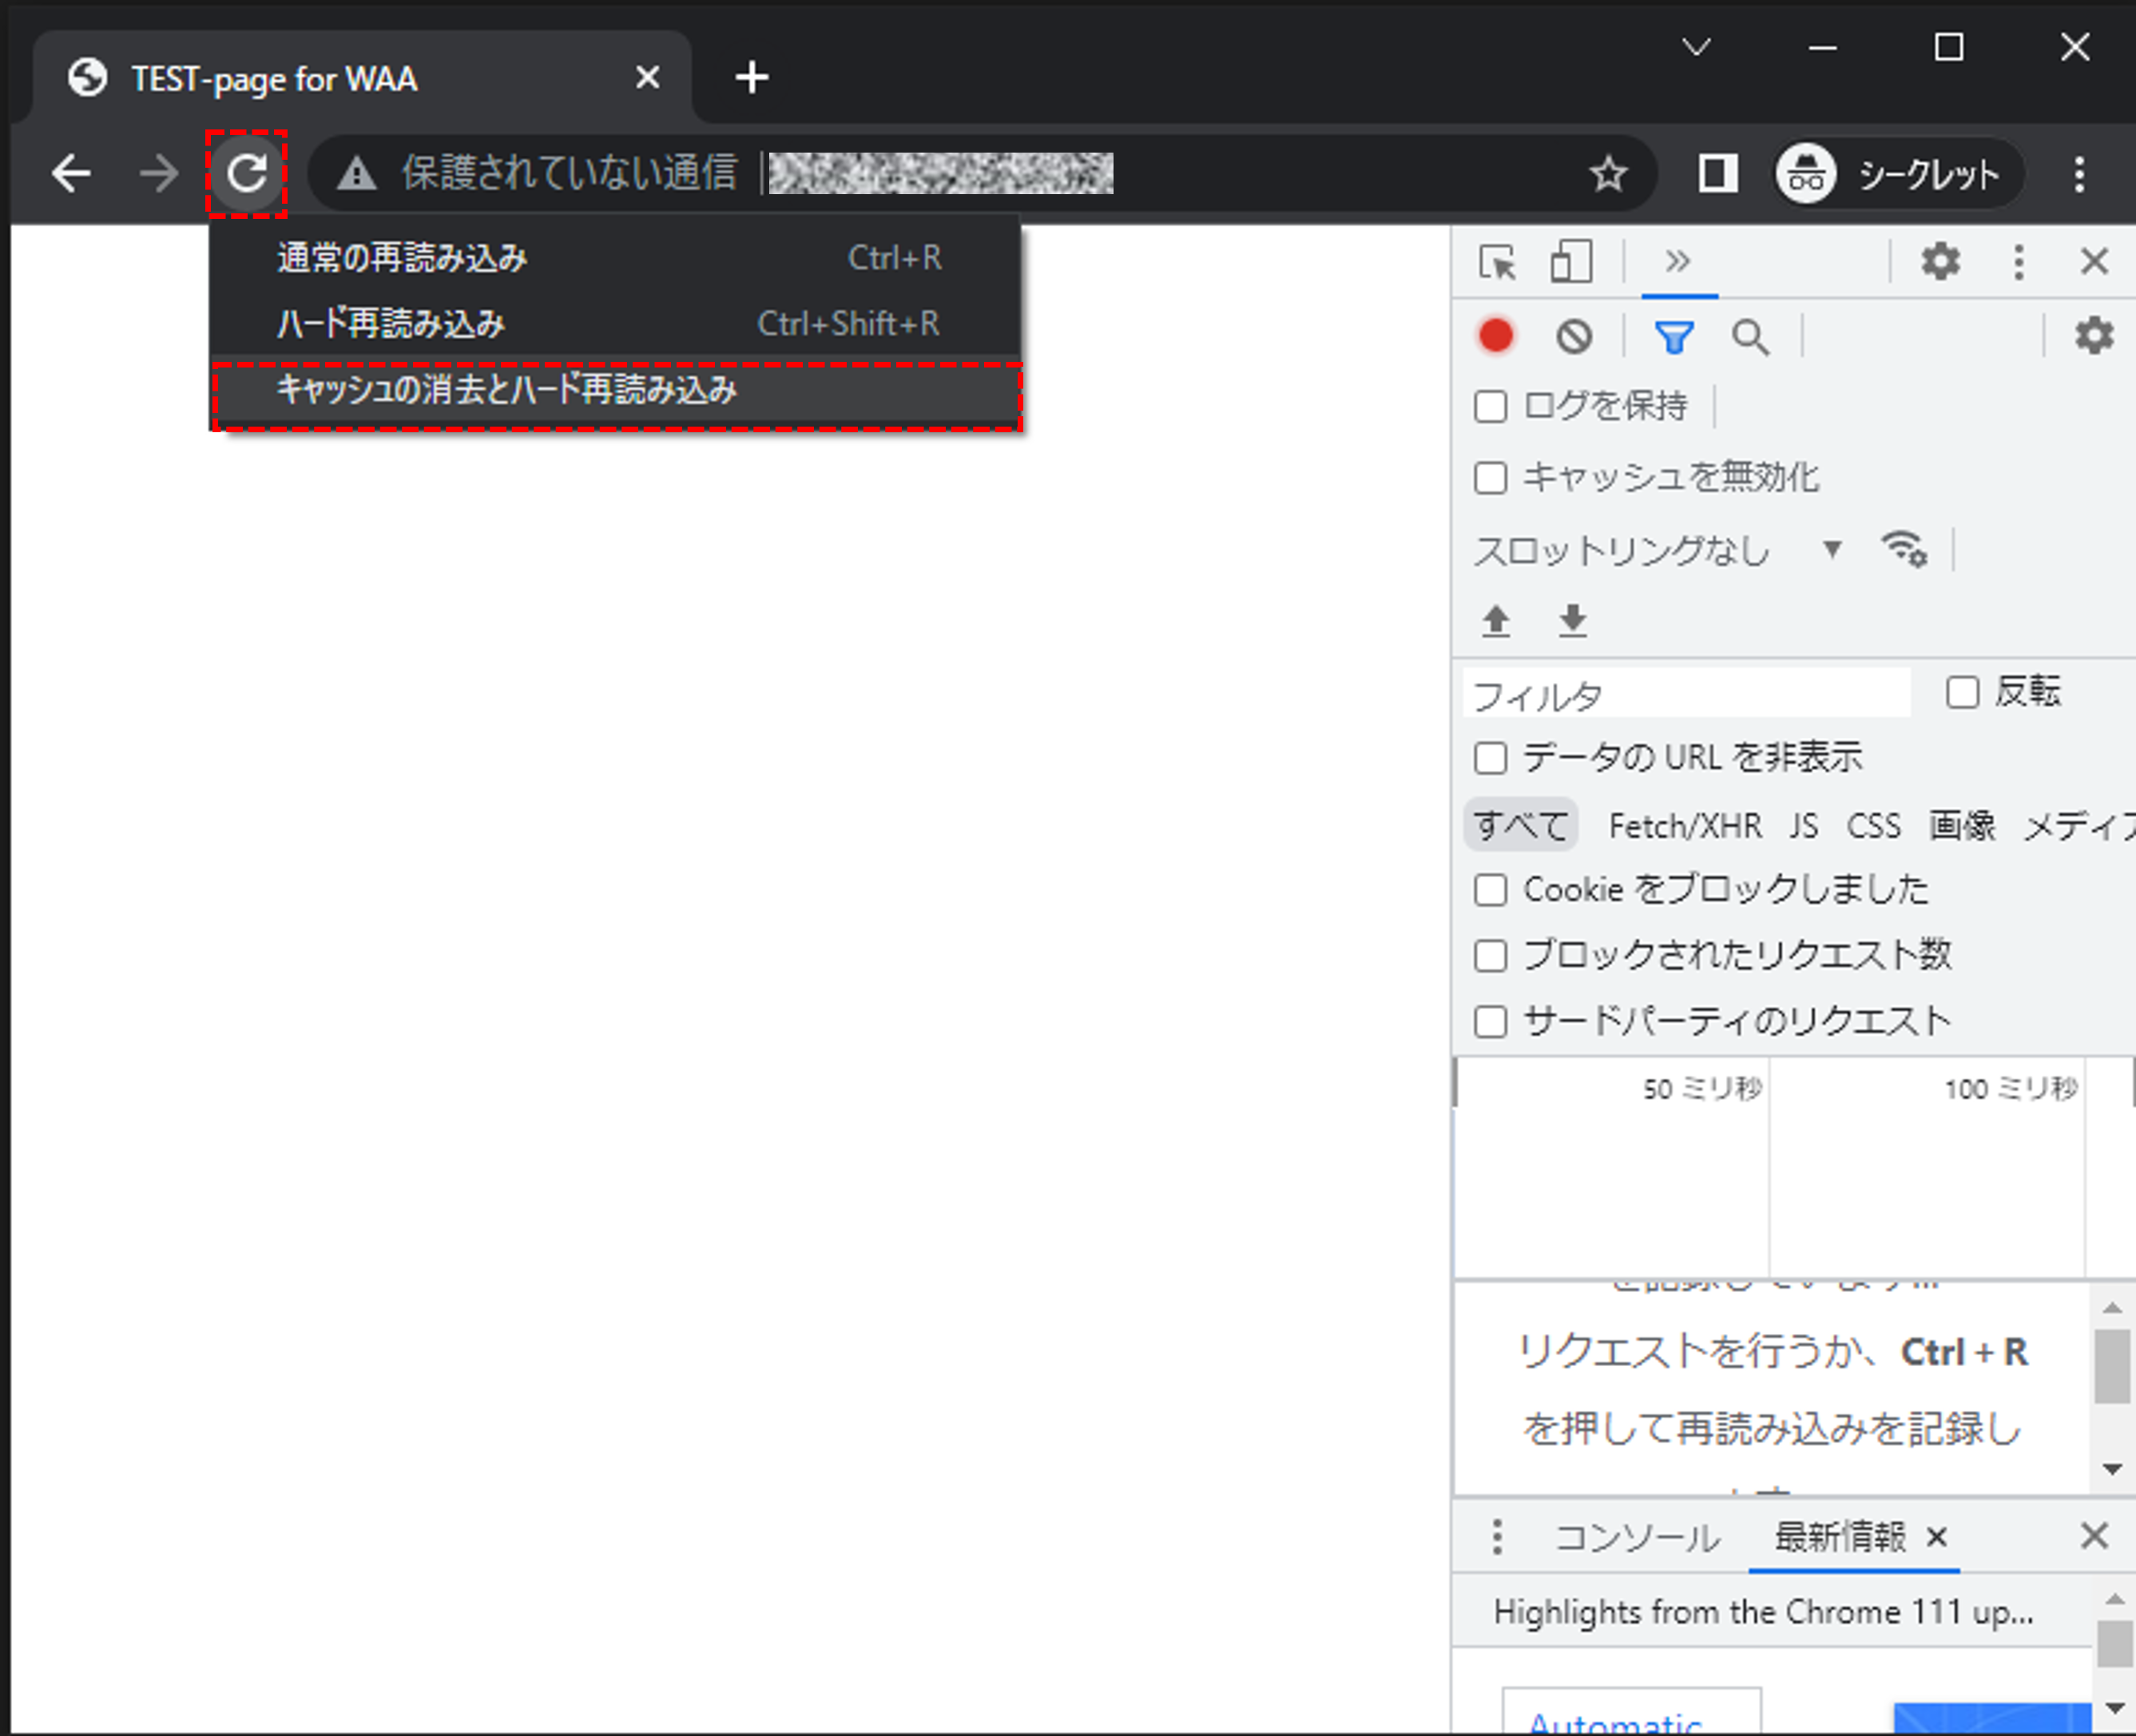 TEST-page for WAA
保護されていない通信
シークレット
通常の再読み込み Ctrl+R
ハード再読み込み Ctrl+Shift+R
キャッシュの消去とハード再読み込み
ログを保持
キャッシュを無効化
スロットリングなし
フィルタ
反転
データの URL を非表示
すべて Fetch/XHR JS CSS 画像 メディア
Cookie をブロックしました
ブロックされたリクエスト数
サードパーティのリクエスト
50 ミリ秒 100 ミリ秒
を記録しています...
リクエストを行うか、Ctrl + R
を押して再読み込みを記録し
コンソール 最新情報
Highlights from the Chrome 111 up...
Automatic